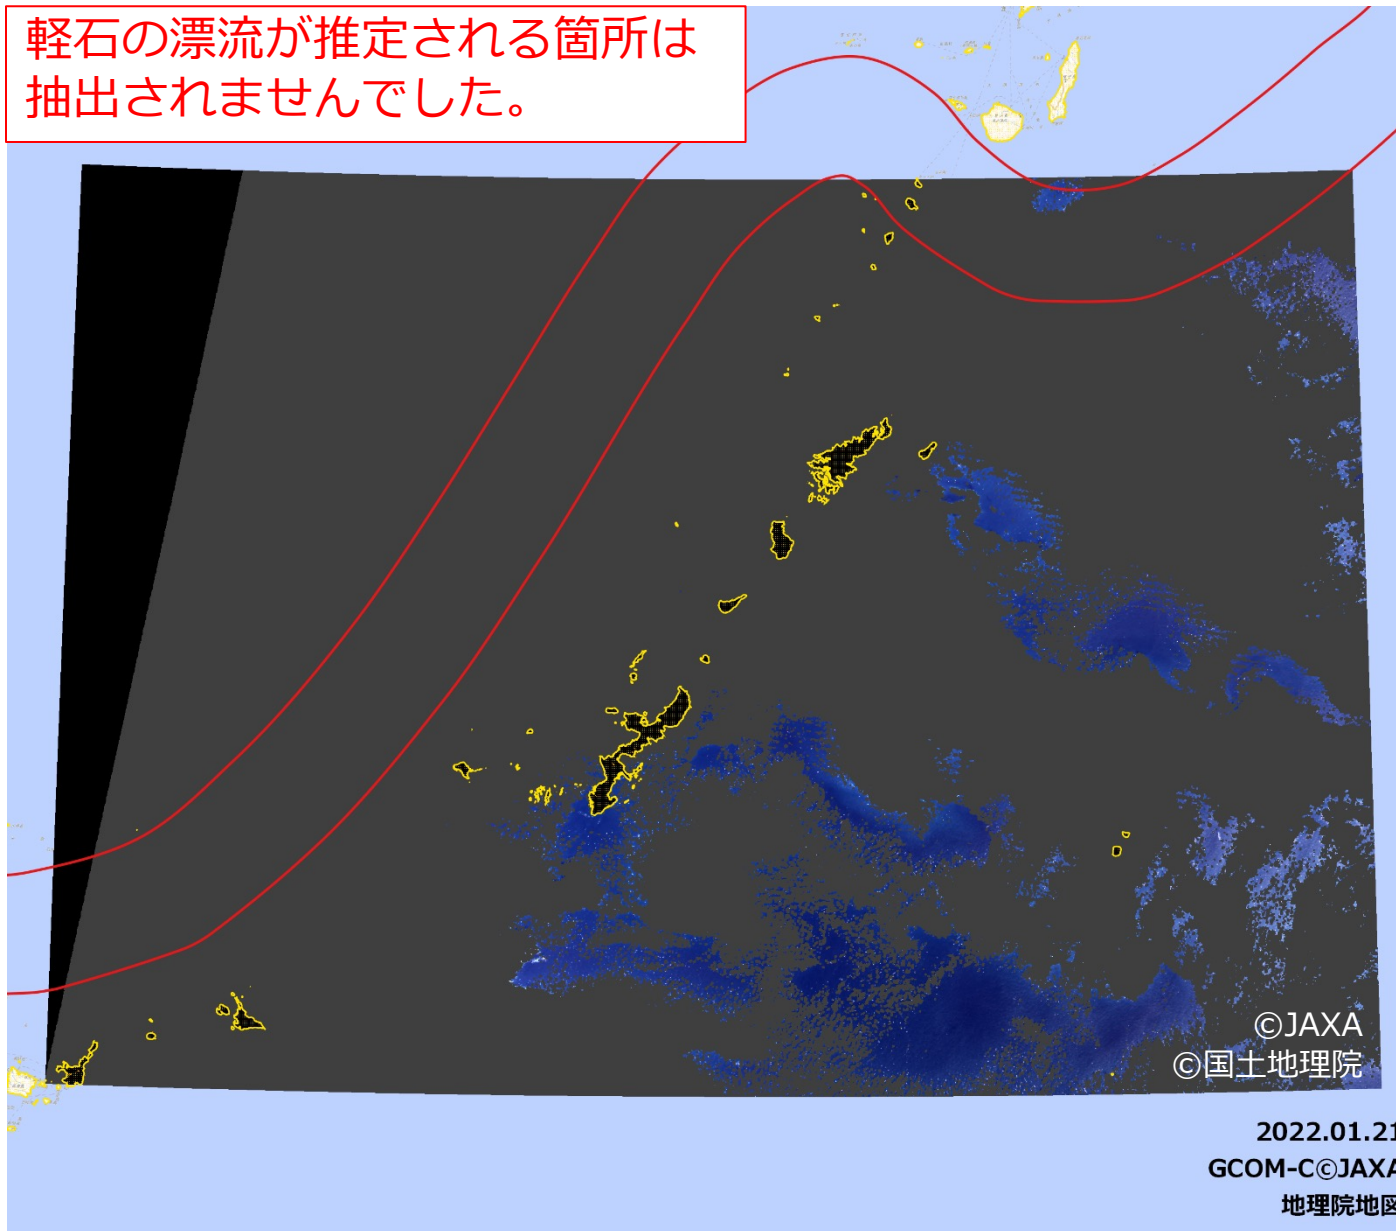 軽石の漂流が推定される箇所は
抽出されませんでした。
©JAXA
©国土地理院
2022.01.21
GCOM-C©JAXA
地理院地図